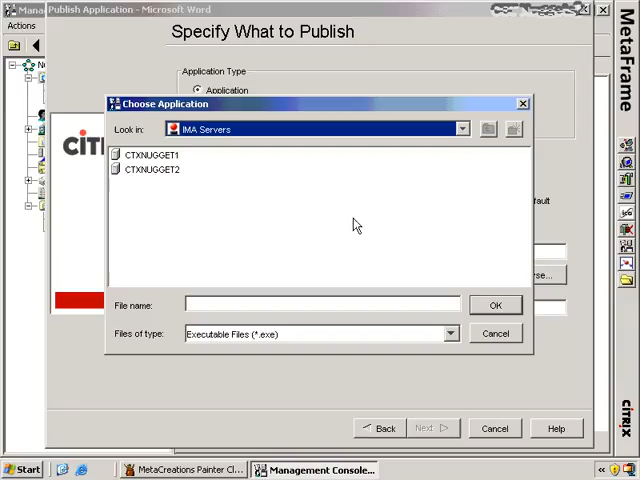 Mana
Publish Application - Microsoft Word
Actions
Specify What to Publish
Application Type
Application
Choose Application
Look in:
IMA Servers
CTXNUGGET1
CTXNUGGET2
File name:
OK
Files of type:
Executable Files (*.exe)
Cancel
Back
Next
Cancel
Help
MetaFrame
CITRIX
Start
MetaCreations Painter Cl...
Management Console...